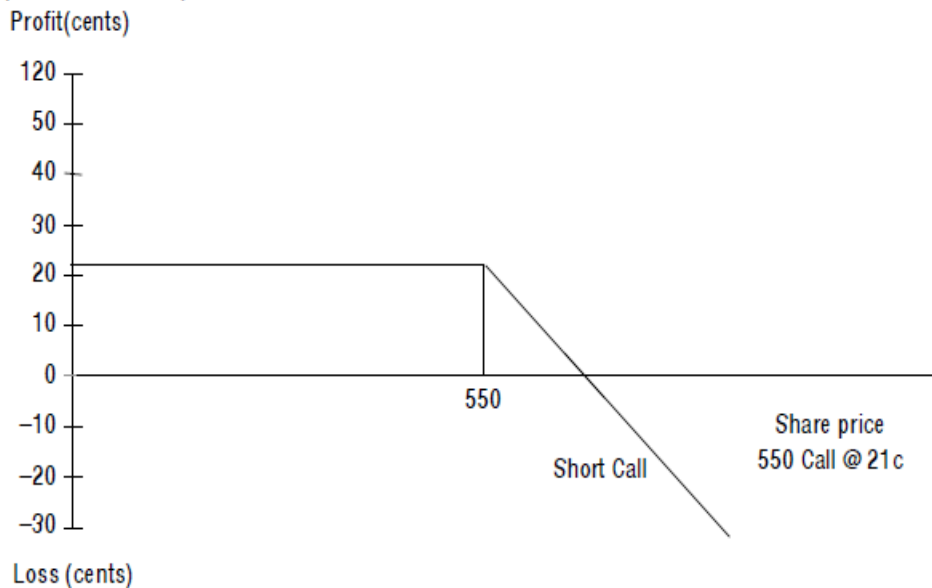 Profit(cents)
120
50
40
30
20
10
0
550
–10
Share price
Short Call
550 Call @ 21c
–20
–30
Loss (cents)